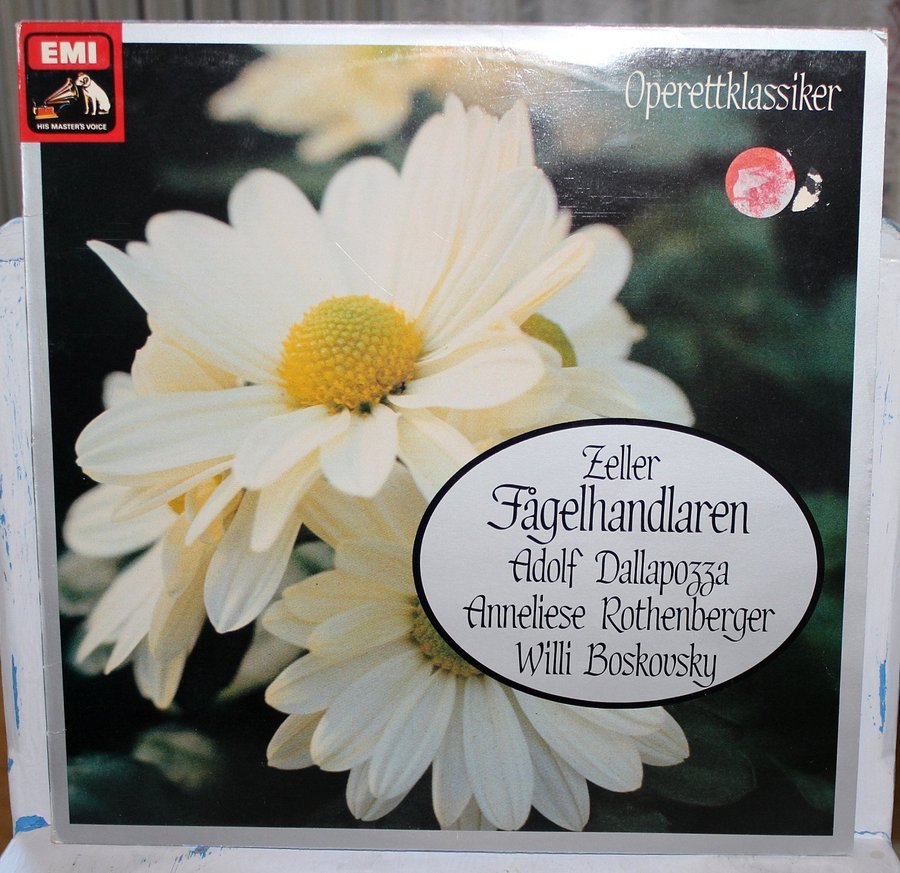 EMI
HIS MASTER'S VOICE
Operettklassiker
Zeller
Fågelhandlaren
Adolf Dallapozza
Anneliese Rothenberger
Willi Boskovsky